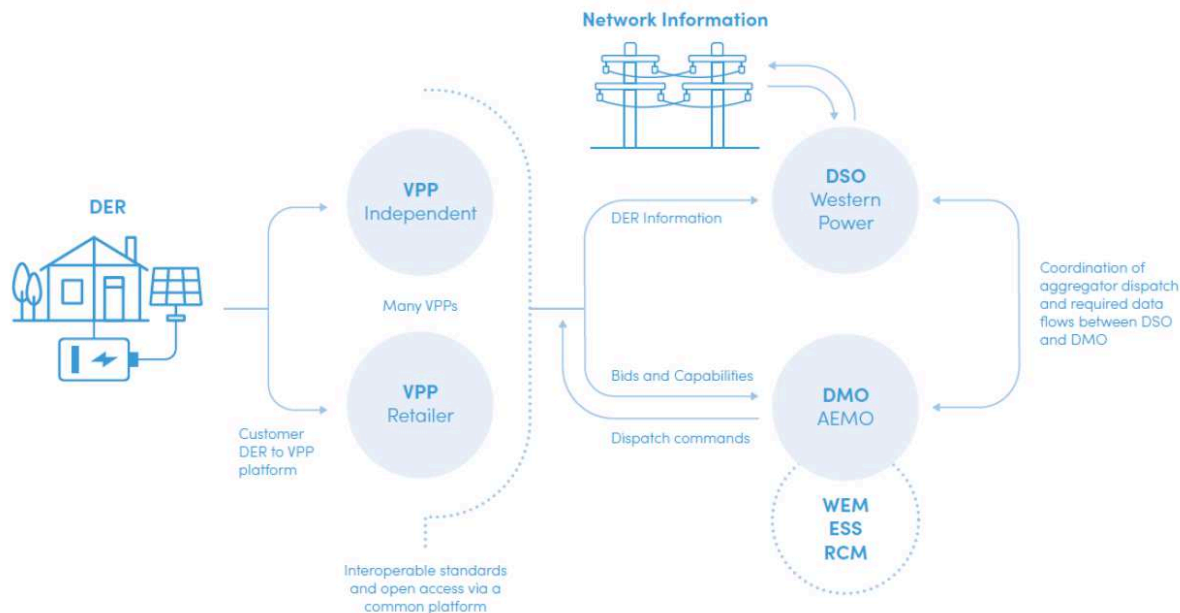 Network Information
DER
VPP
Independent
Many VPPs
VPP
Retailer
Customer
DER to VPP
platform
Interoperable standards
and open access via a
common platform
DER Information
Bids and Capabilities
Dispatch commands
DSO
Western
Power
DMO
AEMO
WEM
ESS
RCM
Coordination of
aggregator dispatch
and required data
flows between DSO
and DMO